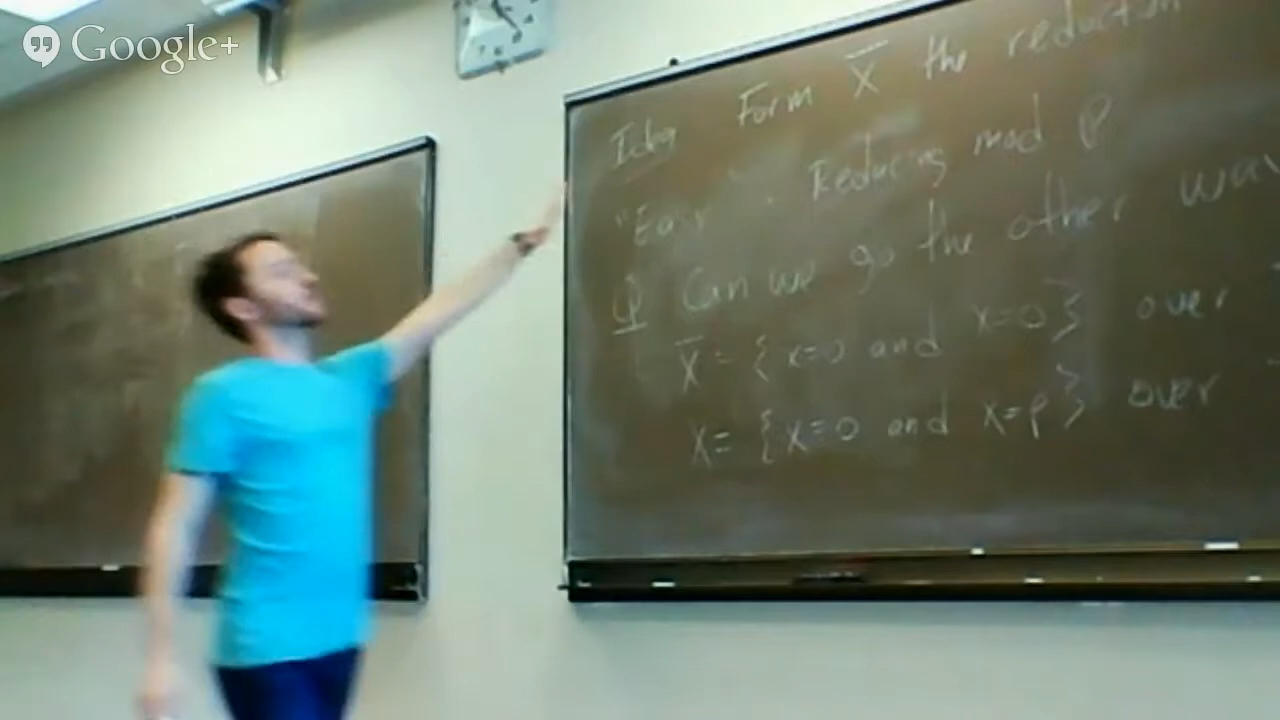 Google+
Idea Form X̄ the reduction
"Easy" · Reducing mod p
Q Can we go the other way
X̄ = {x=0 and x=0} over
X = {x=0 and x=p} over